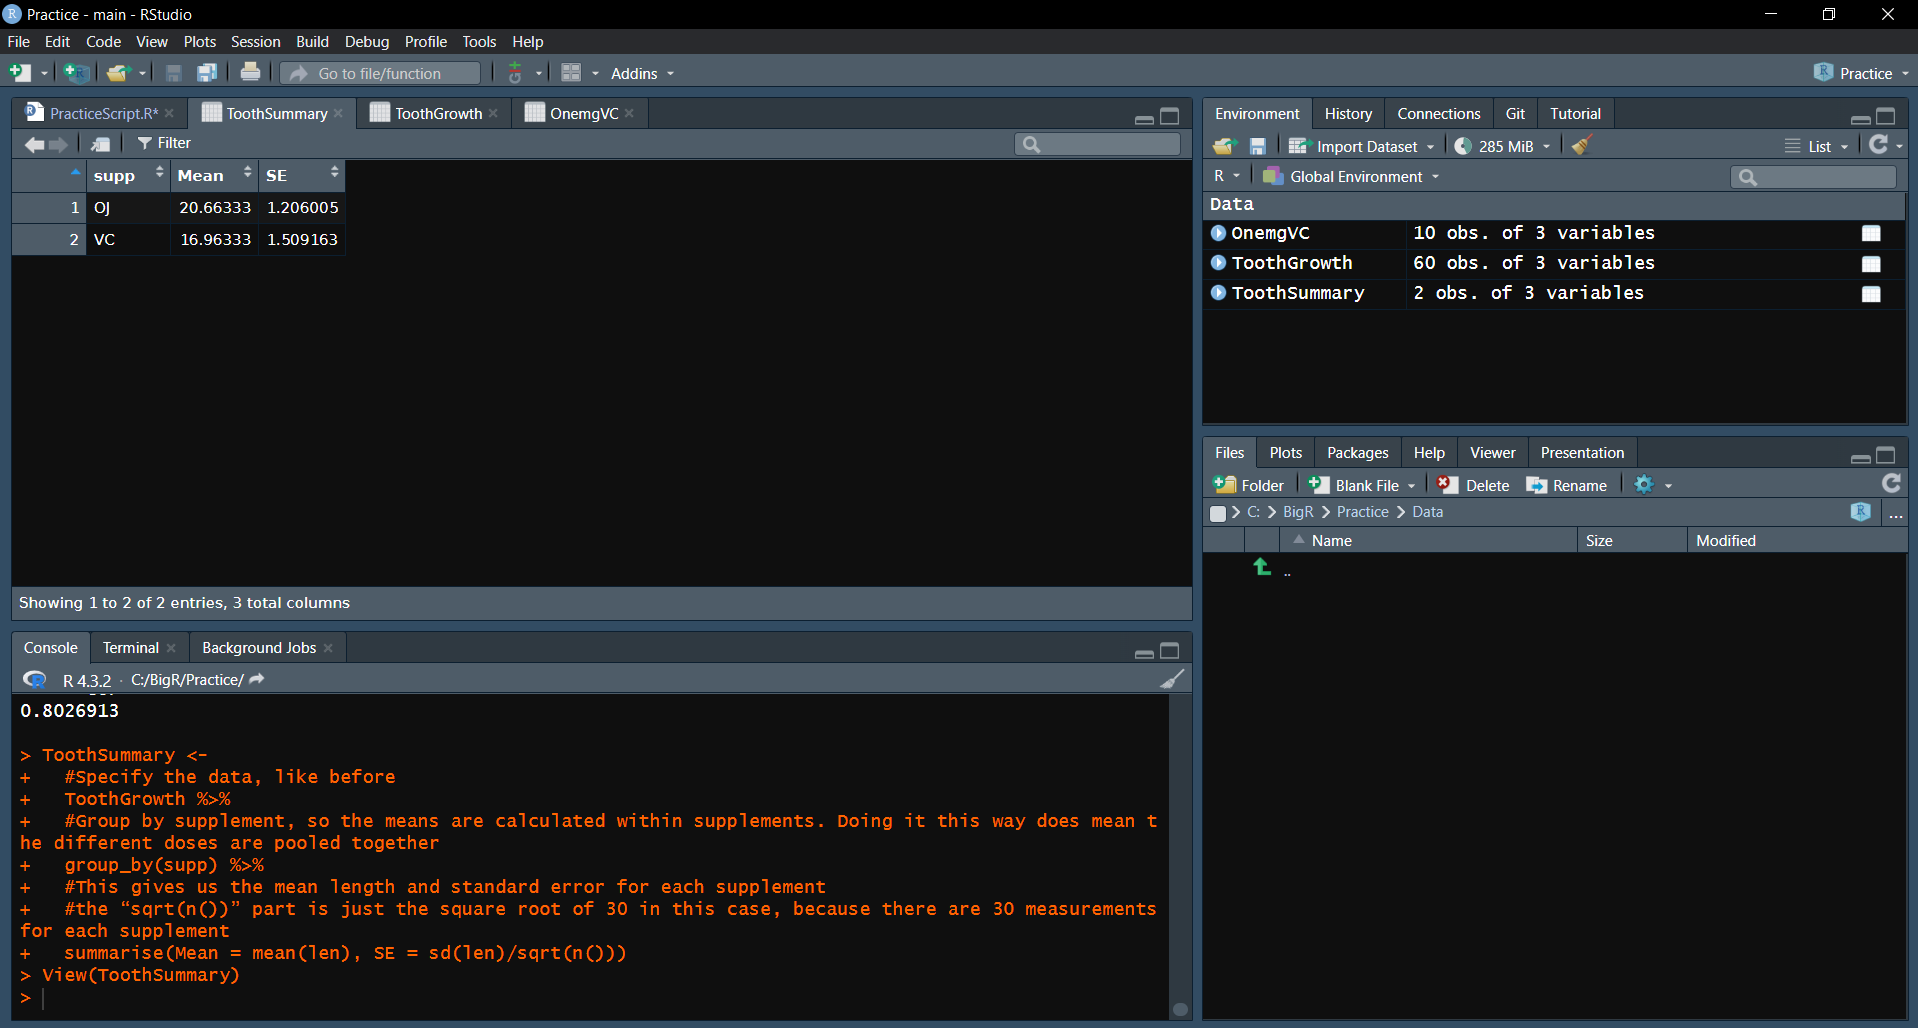 Practice - main - RStudio
File Edit Code View Plots Session Build Debug Profile Tools Help
Go to file/function Addins Practice
PracticeScript.R* ToothSummary ToothGrowth OnemgVC
Filter
supp Mean SE
1 OJ 20.66333 1.206005
2 VC 16.96333 1.509163
Showing 1 to 2 of 2 entries, 3 total columns
Console Terminal Background Jobs
R 4.3.2 · C:/BigR/Practice/
0.8026913
> ToothSummary <-
+   #Specify the data, like before
+   ToothGrowth %>%
+   #Group by supplement, so the means are calculated within supplements. Doing it this way does mean t
he different doses are pooled together
+   group_by(supp) %>%
+   #This gives us the mean length and standard error for each supplement
+   #the “sqrt(n())” part is just the square root of 30 in this case, because there are 30 measurements
for each supplement
+   summarise(Mean = mean(len), SE = sd(len)/sqrt(n()))
> View(ToothSummary)
>
Environment History Connections Git Tutorial
Import Dataset 285 MiB List
R Global Environment
Data
OnemgVC 10 obs. of 3 variables
ToothGrowth 60 obs. of 3 variables
ToothSummary 2 obs. of 3 variables
Files Plots Packages Help Viewer Presentation
Folder Blank File Delete Rename
C: > BigR > Practice > Data ...
Name Size Modified
..